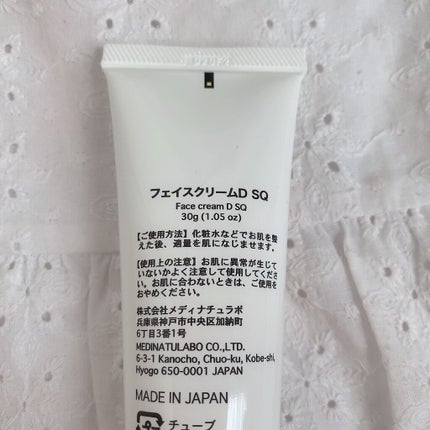 フェイスクリームD SQ
Face cream D SQ
30g (1.05 oz)
【ご使用方法】化粧水などでお肌を整
えた後、適量を肌になじませます。
【使用上の注意】お肌に異常が生じて
いないかよく注意して使用してくださ
い。お肌に合わないときは、ご使用を
おやめください。
株式会社メディナチュラボ
兵庫県神戸市中央区加納町
6丁目3番1号
MEDINATULABO CO.,LTD.
6-3-1 Kanocho, Chuo-ku, Kobe-shi,
Hyogo 650-0001 JAPAN
MADE IN JAPAN
チューブ